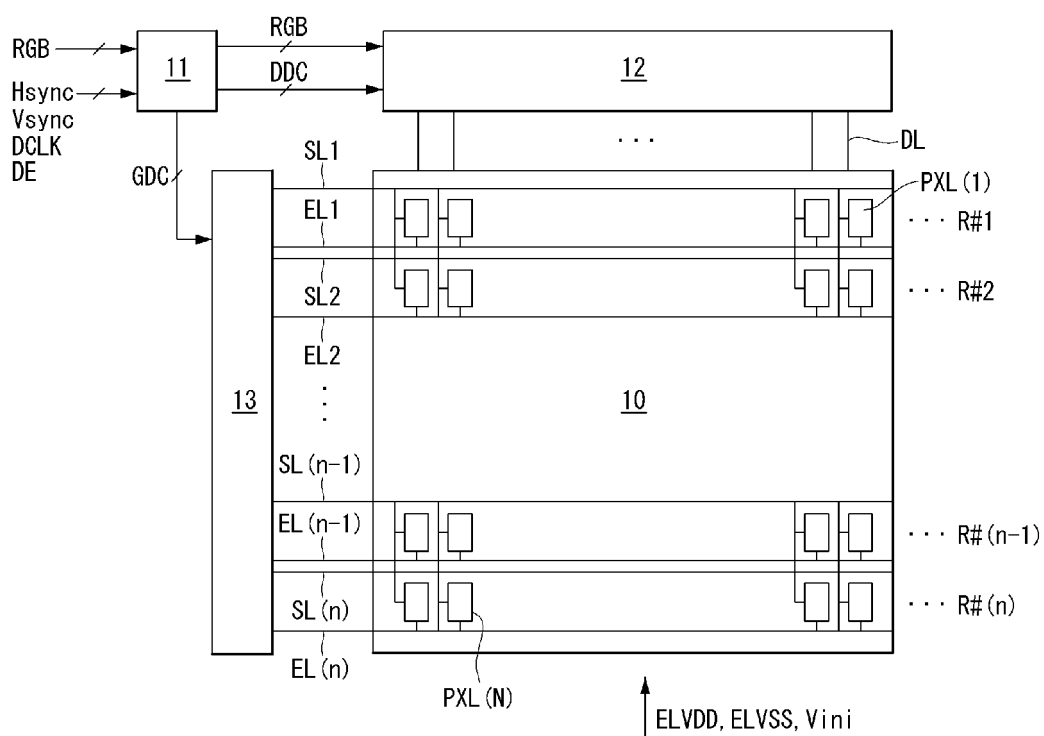 RGB
RGB
11
DDC
12
Hsync
Vsync
DCLK
DE
GDC
. . .
DL
SL1
PXL(1)
EL1
. . . R#1
SL2
. . . R#2
EL2
13
10
SL(n-1)
EL(n-1)
. . . R#(n-1)
SL(n)
. . . R#(n)
EL(n)
PXL(N)
ELVDD, ELVSS, Vini